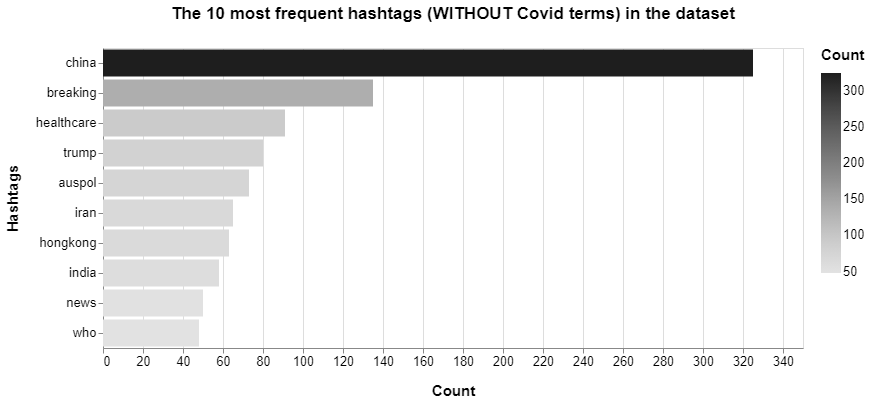 The 10 most frequent hashtags (WITHOUT Covid terms) in the dataset
Hashtags
china
breaking
healthcare
trump
auspol
iran
hongkong
india
news
who
0 20 40 60 80 100 120 140 160 180 200 220 240 260 280 300 320 340
Count
Count
300
250
200
150
100
50